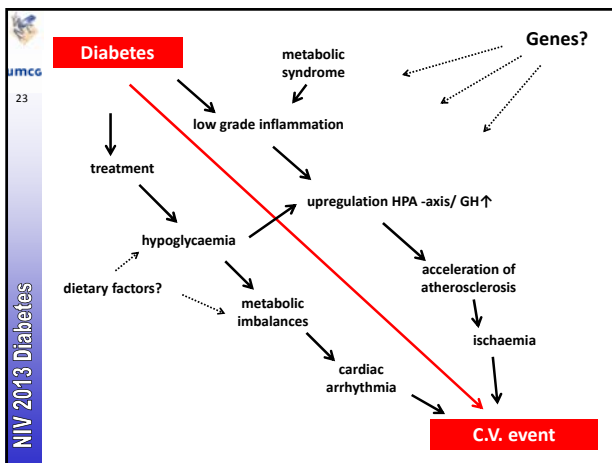 Diabetes
Genes?
metabolic
syndrome
umcg
23
low grade inflammation
treatment
upregulation HPA -axis/ GH↑
hypoglycaemia
acceleration of
atherosclerosis
dietary factors?
metabolic
imbalances
ischaemia
cardiac
arrhythmia
C.V. event
NIV 2013 Diabetes